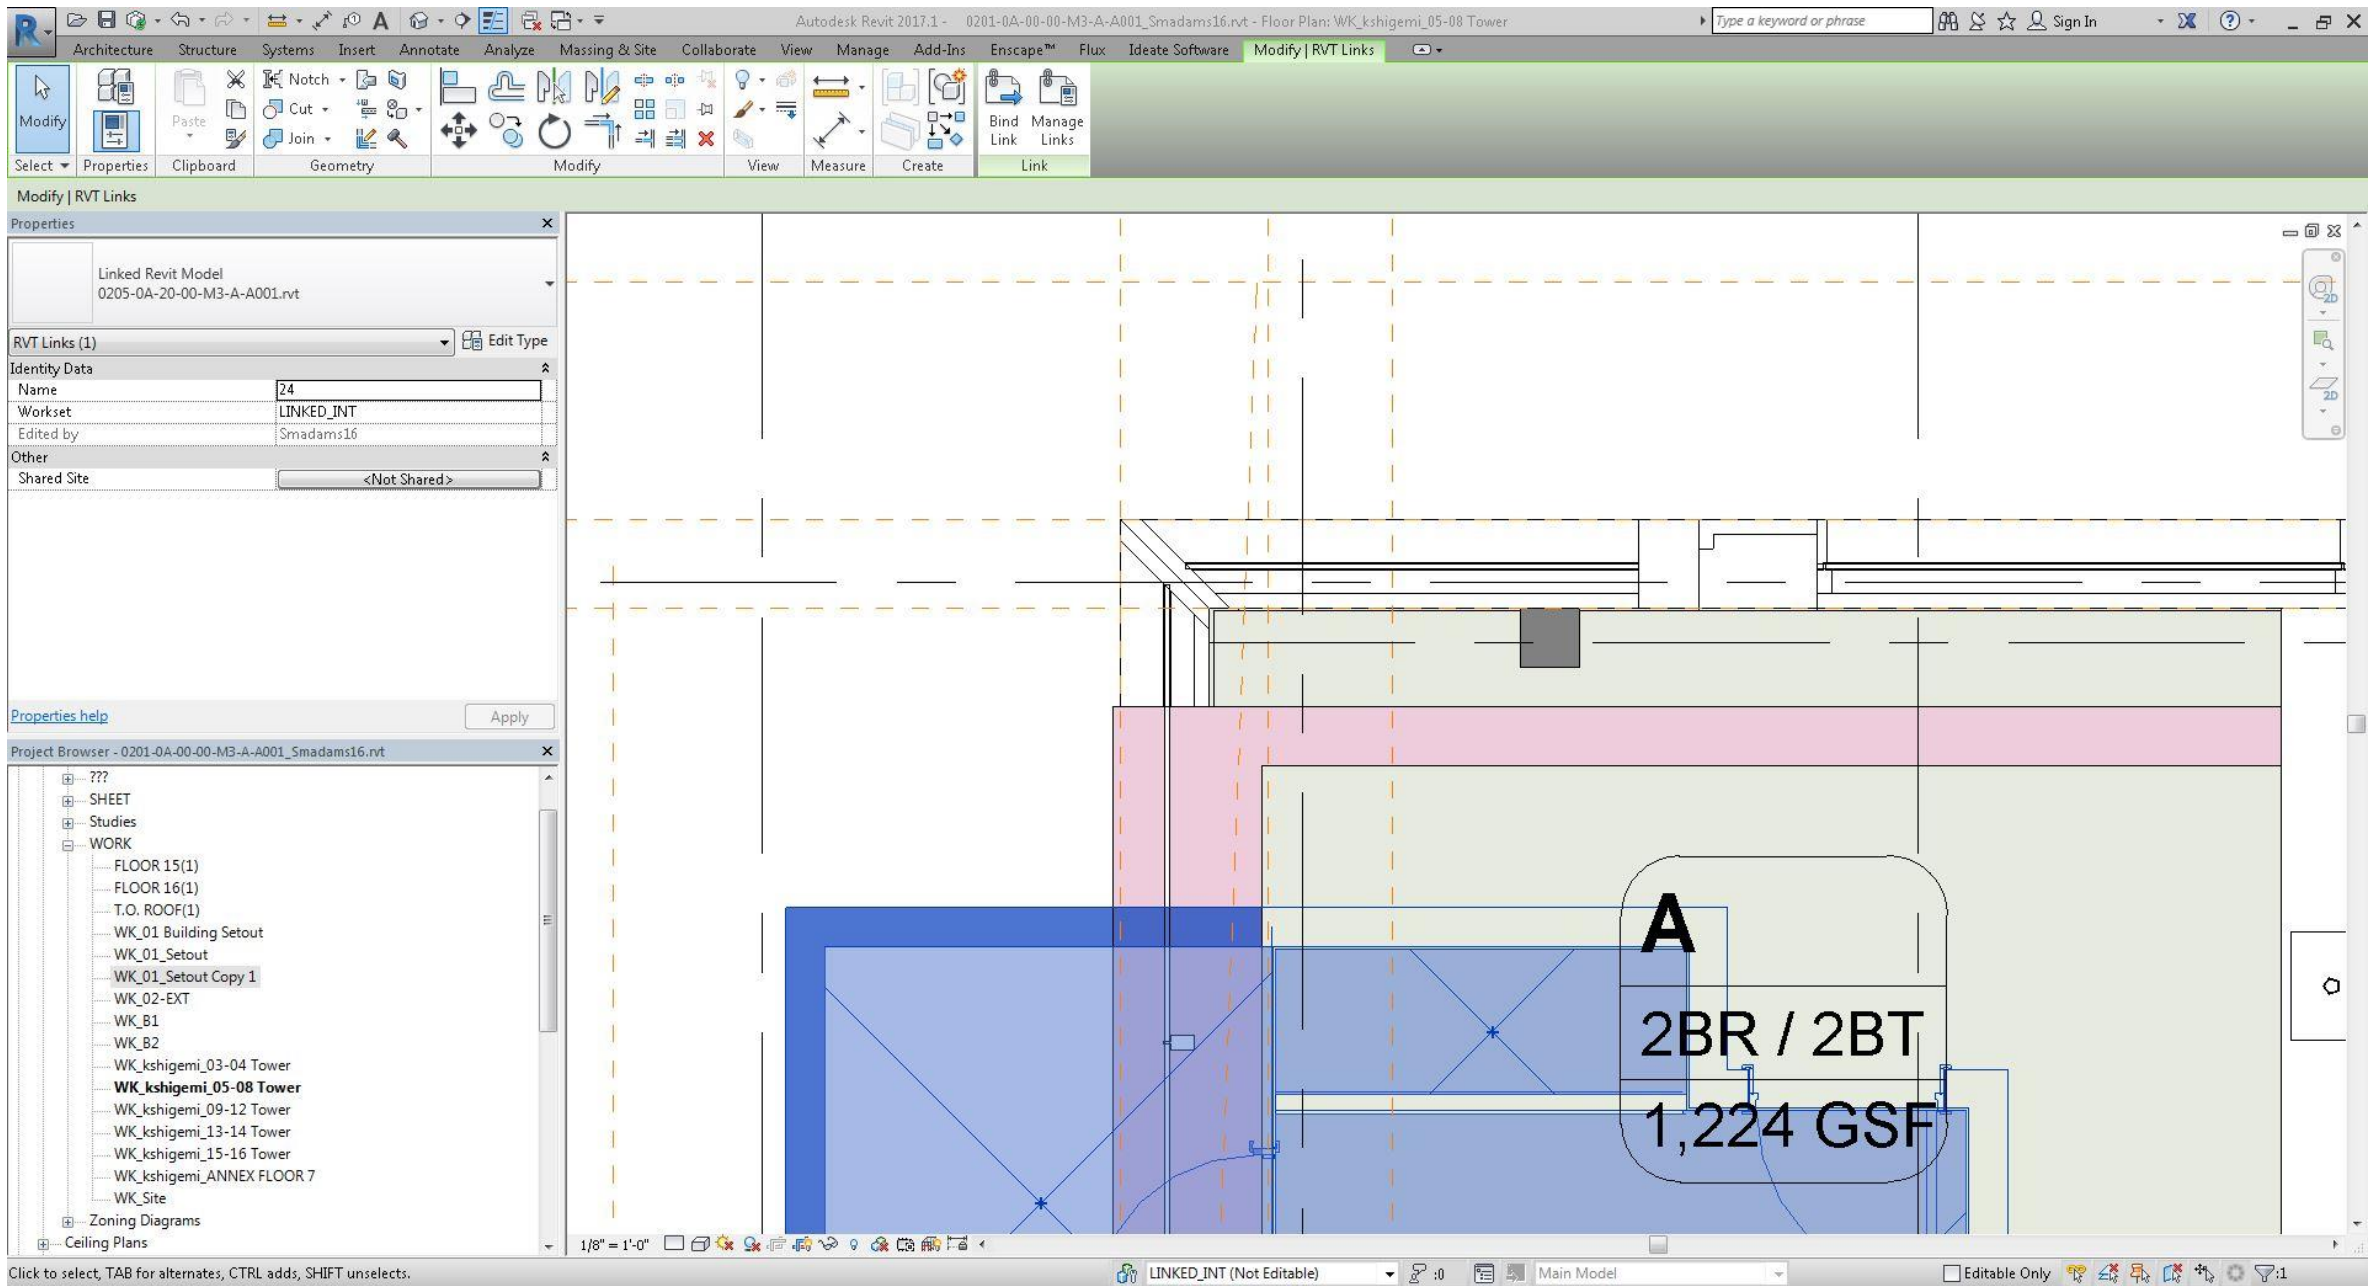 Autodesk Revit 2017.1 - 0201-0A-00-00-M3-A-A001_Smadams16.rvt - Floor Plan: WK_kshigemi_05-08 Tower
Type a keyword or phrase
Sign In
Architecture Structure Systems Insert Annotate Analyze Massing & Site Collaborate View Manage Add-Ins Enscape™ Flux Ideate Software Modify | RVT Links
Modify
Paste
Notch
Cut
Join
Bind Link
Manage Links
Select Properties Clipboard Geometry Modify View Measure Create Link
Modify | RVT Links
Properties
Linked Revit Model
0205-0A-20-00-M3-A-A001.rvt
RVT Links (1) Edit Type
Identity Data
Name 24
Workset LINKED_INT
Edited by Smadams16
Other
Shared Site <Not Shared>
Properties help Apply
Project Browser - 0201-0A-00-00-M3-A-A001_Smadams16.rvt
???
SHEET
Studies
WORK
FLOOR 15(1)
FLOOR 16(1)
T.O. ROOF(1)
WK_01 Building Setout
WK_01_Setout
WK_01_Setout Copy 1
WK_02-EXT
WK_B1
WK_B2
WK_kshigemi_03-04 Tower
WK_kshigemi_05-08 Tower
WK_kshigemi_09-12 Tower
WK_kshigemi_13-14 Tower
WK_kshigemi_15-16 Tower
WK_kshigemi_ANNEX FLOOR 7
WK_Site
Zoning Diagrams
Ceiling Plans
2D
2D
A
2BR / 2BT
1,224 GSF
1/8" = 1'-0"
Click to select, TAB for alternates, CTRL adds, SHIFT unselects.
LINKED_INT (Not Editable)
:0
Main Model
Editable Only
:1